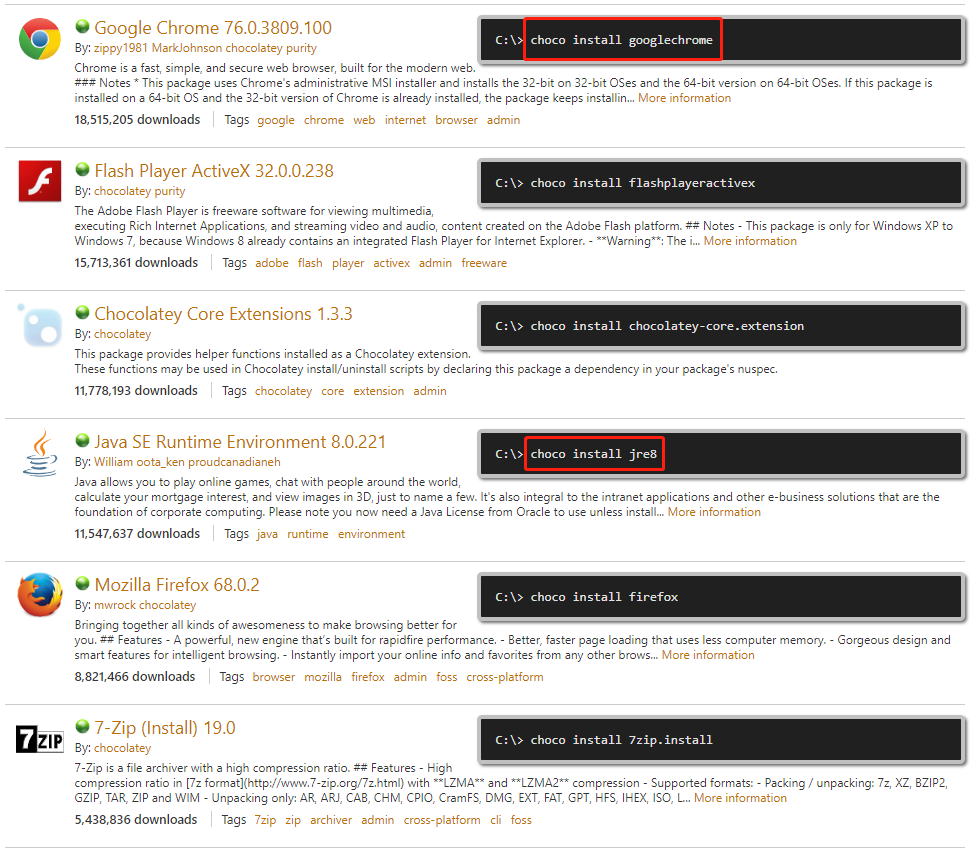 Google Chrome 76.0.3809.100
C:\> choco install googlechrome
By: zippy1981 MarkJohnson chocolatey purity
Chrome is a fast, simple, and secure web browser, built for the modern web.
### Notes * This package uses Chrome's administrative MSI installer and installs the 32-bit on 32-bit OSes and the 64-bit version on 64-bit OSes. If this package is
installed on a 64-bit OS and the 32-bit version of Chrome is already installed, the package keeps installin... More information
18,515,205 downloads Tags google chrome web internet browser admin
Flash Player ActiveX 32.0.0.238
C:\> choco install flashplayeractivex
By: chocolatey purity
The Adobe Flash Player is freeware software for viewing multimedia,
executing Rich Internet Applications, and streaming video and audio, content created on the Adobe Flash platform. ## Notes - This package is only for Windows XP to
Windows 7, because Windows 8 already contains an integrated Flash Player for Internet Explorer. - **Warning**: The i... More information
15,713,361 downloads Tags adobe flash player activex admin freeware
Chocolatey Core Extensions 1.3.3
C:\> choco install chocolatey-core.extension
By: chocolatey
This package provides helper functions installed as a Chocolatey extension.
These functions may be used in Chocolatey install/uninstall scripts by declaring this package a dependency in your package's nuspec.
11,778,193 downloads Tags chocolatey core extension admin
Java SE Runtime Environment 8.0.221
C:\> choco install jre8
By: William oota_ken proudcanadianeh
Java allows you to play online games, chat with people around the world,
calculate your mortgage interest, and view images in 3D, just to name a few. It's also integral to the intranet applications and other e-business solutions that are the
foundation of corporate computing. Please note you now need a Java License from Oracle to use unless install... More information
11,547,637 downloads Tags java runtime environment
Mozilla Firefox 68.0.2
C:\> choco install firefox
By: mwrock chocolatey
Bringing together all kinds of awesomeness to make browsing better for
you. ## Features - A powerful, new engine that's built for rapidfire performance. - Better, faster page loading that uses less computer memory. - Gorgeous design and
smart features for intelligent browsing. - Instantly import your online info and favorites from any other brows... More information
8,821,466 downloads Tags browser mozilla firefox admin foss cross-platform
7-Zip (Install) 19.0
C:\> choco install 7zip.install
7ZIP
By: chocolatey
7-Zip is a file archiver with a high compression ratio. ## Features - High
compression ratio in [7z format](http://www.7-zip.org/7z.html) with **LZMA** and **LZMA2** compression - Supported formats: - Packing / unpacking: 7z, XZ, BZIP2,
GZIP, TAR, ZIP and WIM - Unpacking only: AR, ARJ, CAB, CHM, CPIO, CramFS, DMG, EXT, FAT, GPT, HFS, IHEX, ISO, L... More information
5,438,836 downloads Tags 7zip zip archiver admin cross-platform cli foss